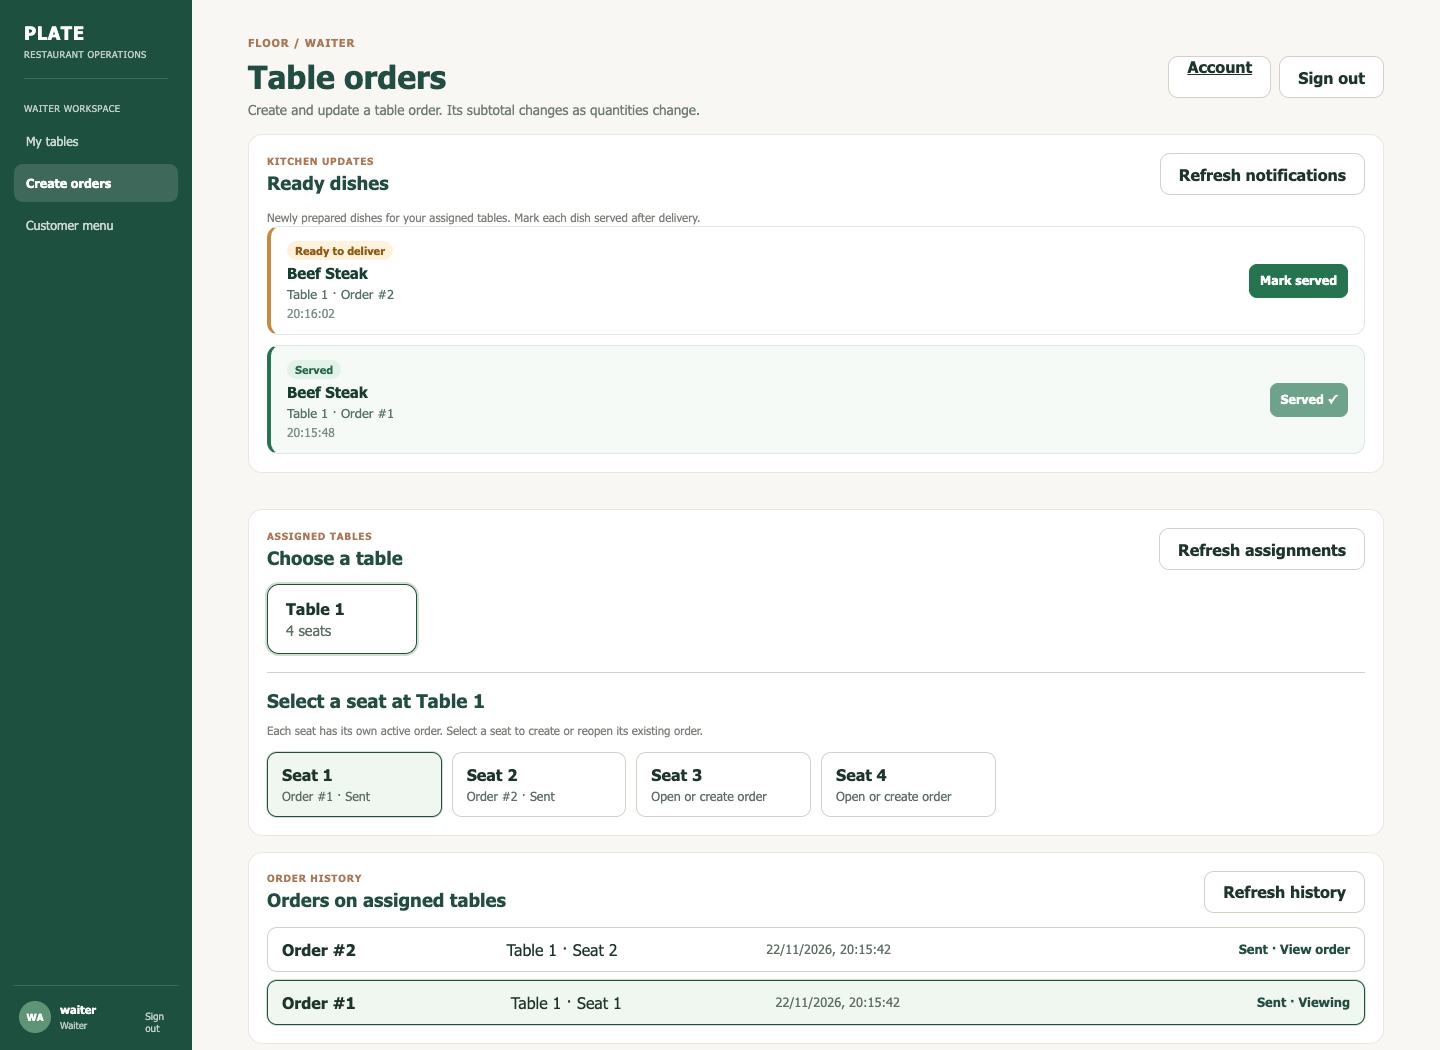 PLATE
RESTAURANT OPERATIONS
WAITER WORKSPACE
My tables
Create orders
Customer menu
WA
waiter
Waiter
Sign
out
FLOOR / WAITER
Table orders
Create and update a table order. Its subtotal changes as quantities change.
Account
Sign out
KITCHEN UPDATES
Ready dishes
Refresh notifications
Newly prepared dishes for your assigned tables. Mark each dish served after delivery.
Ready to deliver
Beef Steak
Table 1 · Order #2
20:16:02
Mark served
Served
Beef Steak
Table 1 · Order #1
20:15:48
Served ✓
ASSIGNED TABLES
Choose a table
Refresh assignments
Table 1
4 seats
Select a seat at Table 1
Each seat has its own active order. Select a seat to create or reopen its existing order.
Seat 1
Order #1 · Sent
Seat 2
Order #2 · Sent
Seat 3
Open or create order
Seat 4
Open or create order
ORDER HISTORY
Orders on assigned tables
Refresh history
Order #2 Table 1 · Seat 2 22/11/2026, 20:15:42 Sent · View order
Order #1 Table 1 · Seat 1 22/11/2026, 20:15:42 Sent · Viewing